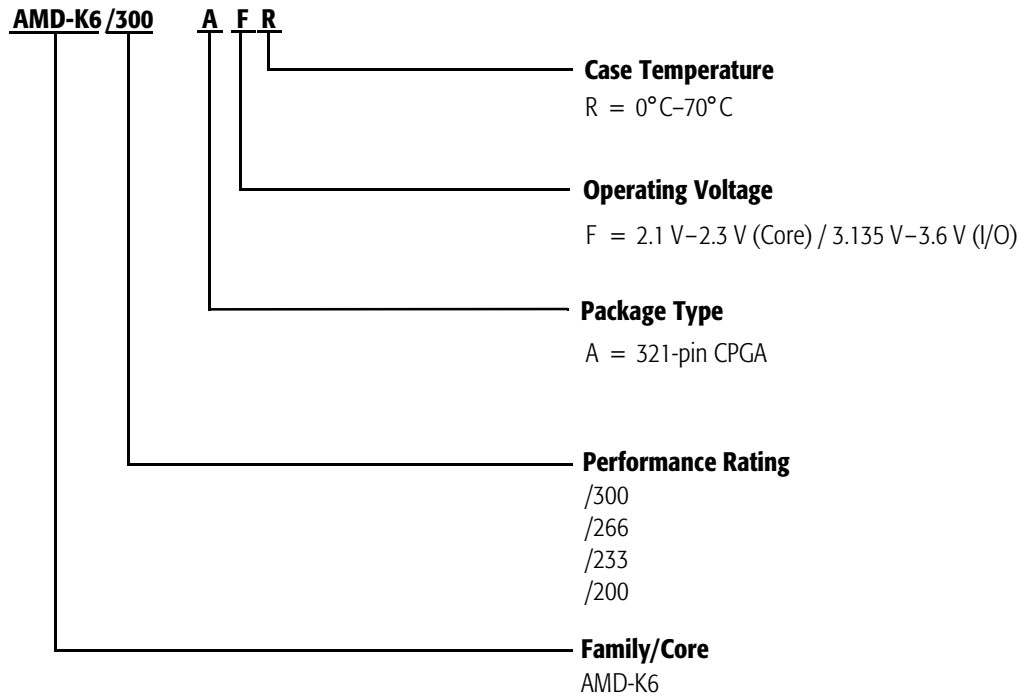 AMD-K6 /300 A F R
Case Temperature
R = 0°C–70°C
Operating Voltage
F = 2.1 V–2.3 V (Core) / 3.135 V–3.6 V (I/O)
Package Type
A = 321-pin CPGA
Performance Rating
/300
/266
/233
/200
Family/Core
AMD-K6